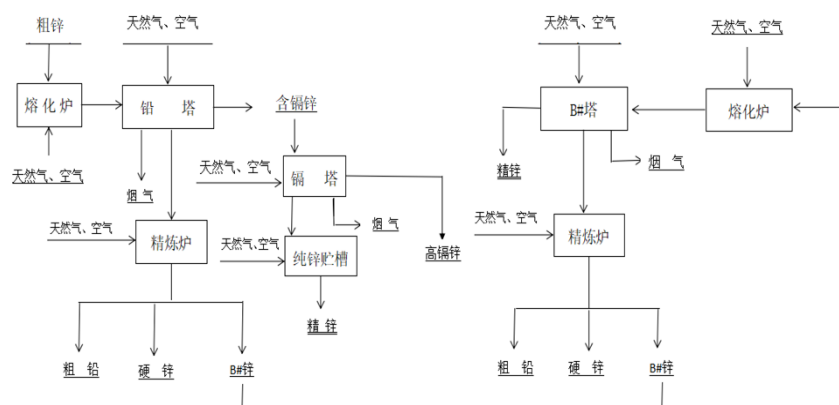 粗锌
天然气、空气
熔化炉
铅 塔
天然气、空气
烟气
含镉锌
天然气、空气
镉 塔
烟气
高镉锌
天然气、空气
精炼炉
天然气、空气
纯锌贮槽
精锌
粗 铅
硬 锌
B#锌
天然气、空气
天然气、空气
B#塔
熔化炉
精锌
烟 气
天然气、空气
精炼炉
粗 铅
硬 锌
B#锌